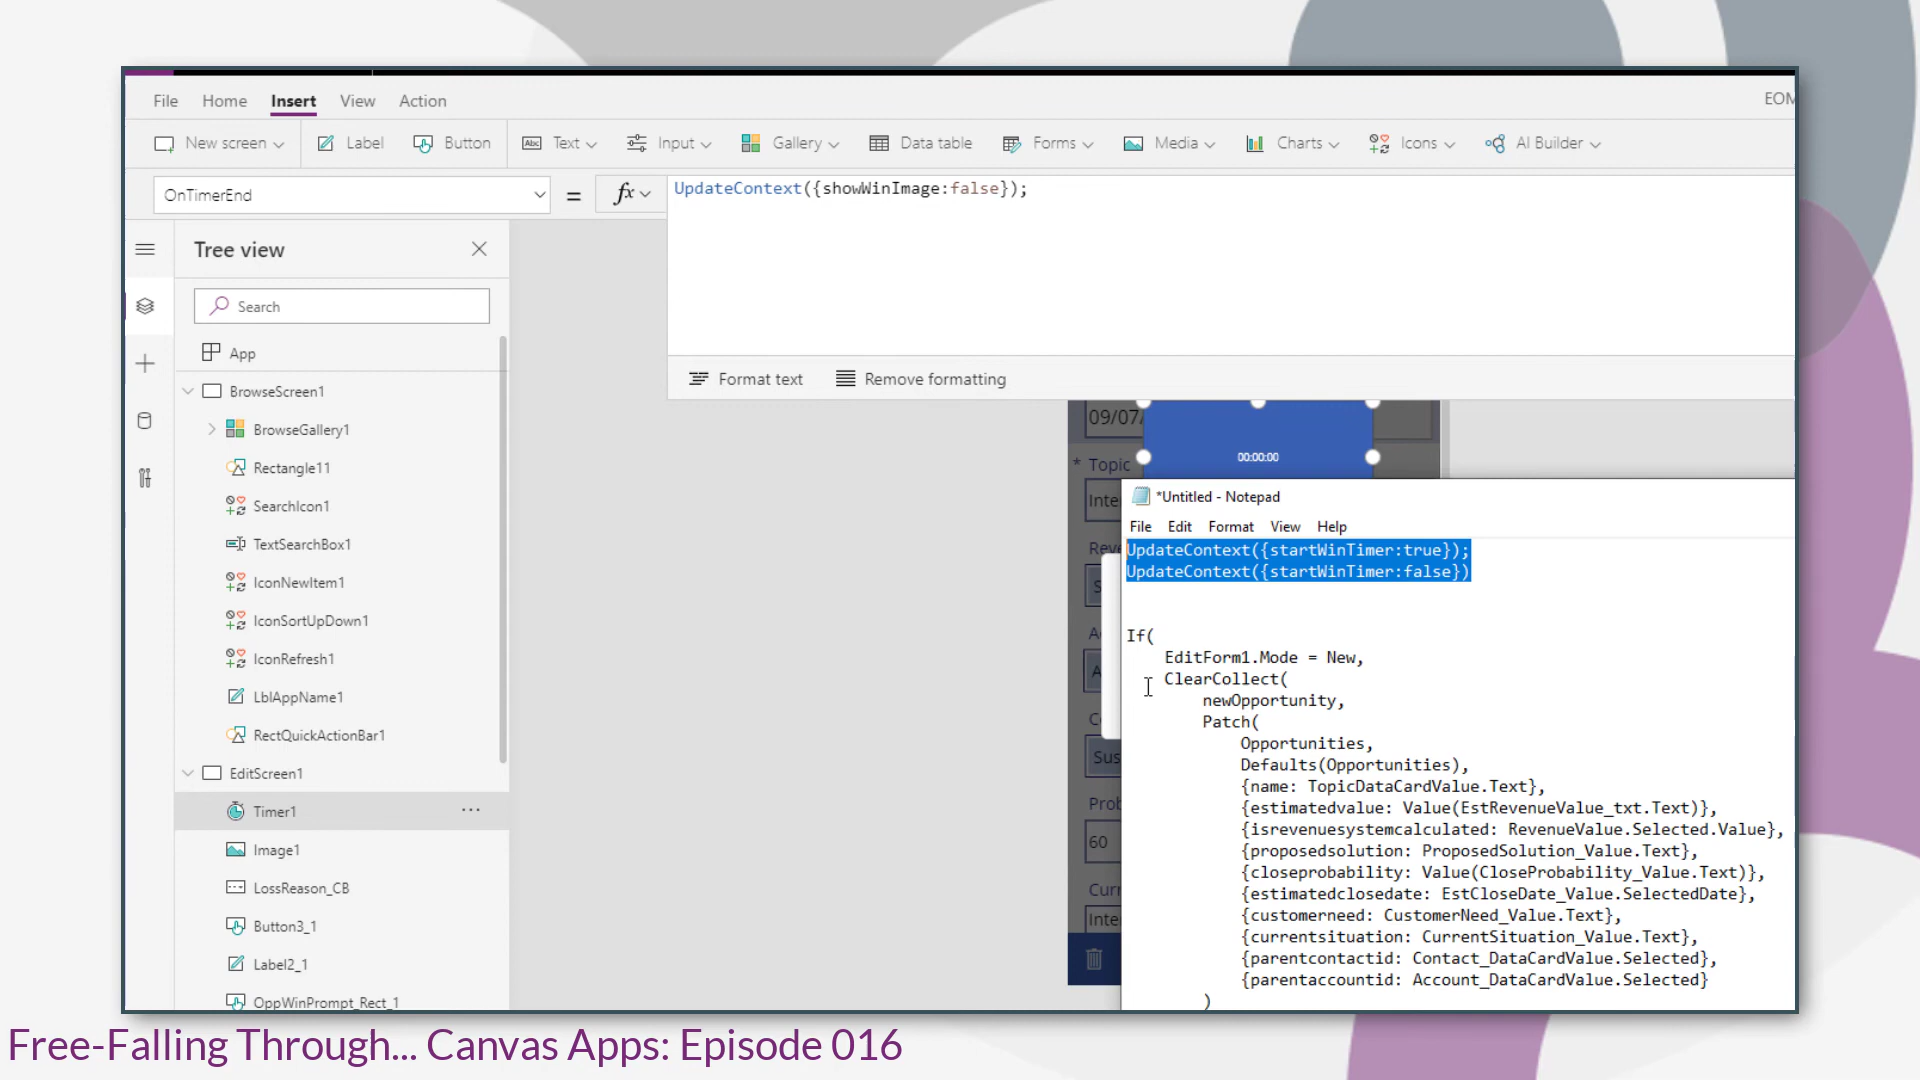 File Home Insert View Action EOM
New screen Label Button Text Input Gallery Data table Forms Media Charts Icons AI Builder
OnTimerEnd = fx UpdateContext({showWinImage:false});
Tree view
Search
Format text Remove formatting
App
BrowseScreen1
BrowseGallery1
Rectangle11
SearchIcon1
TextSearchBox1
IconNewItem1
IconSortUpDown1
IconRefresh1
LblAppName1
RectQuickActionBar1
EditScreen1
Timer1
Image1
LossReason_CB
Button3_1
Label2_1
OppWinPrompt_Rect_1
09/07/
00:00:00
* Topic
Inte
Reve
S
A
A
C
Sus
Prob
60
Curr
Inte
*Untitled - Notepad
File Edit Format View Help
UpdateContext({startWinTimer:true});
UpdateContext({startWinTimer:false})
If(
EditForm1.Mode = New,
ClearCollect(
newOpportunity,
Patch(
Opportunities,
Defaults(Opportunities),
{name: TopicDataCardValue.Text},
{estimatedvalue: Value(EstRevenueValue_txt.Text)},
{isrevenuesystemcalculated: RevenueValue.Selected.Value},
{proposedsolution: ProposedSolution_Value.Text},
{closeprobability: Value(CloseProbability_Value.Text)},
{estimatedclosedate: EstCloseDate_Value.SelectedDate},
{customerneed: CustomerNeed_Value.Text},
{currentsituation: CurrentSituation_Value.Text},
{parentcontactid: Contact_DataCardValue.Selected},
{parentaccountid: Account_DataCardValue.Selected}
)
Free-Falling Through... Canvas Apps: Episode 016